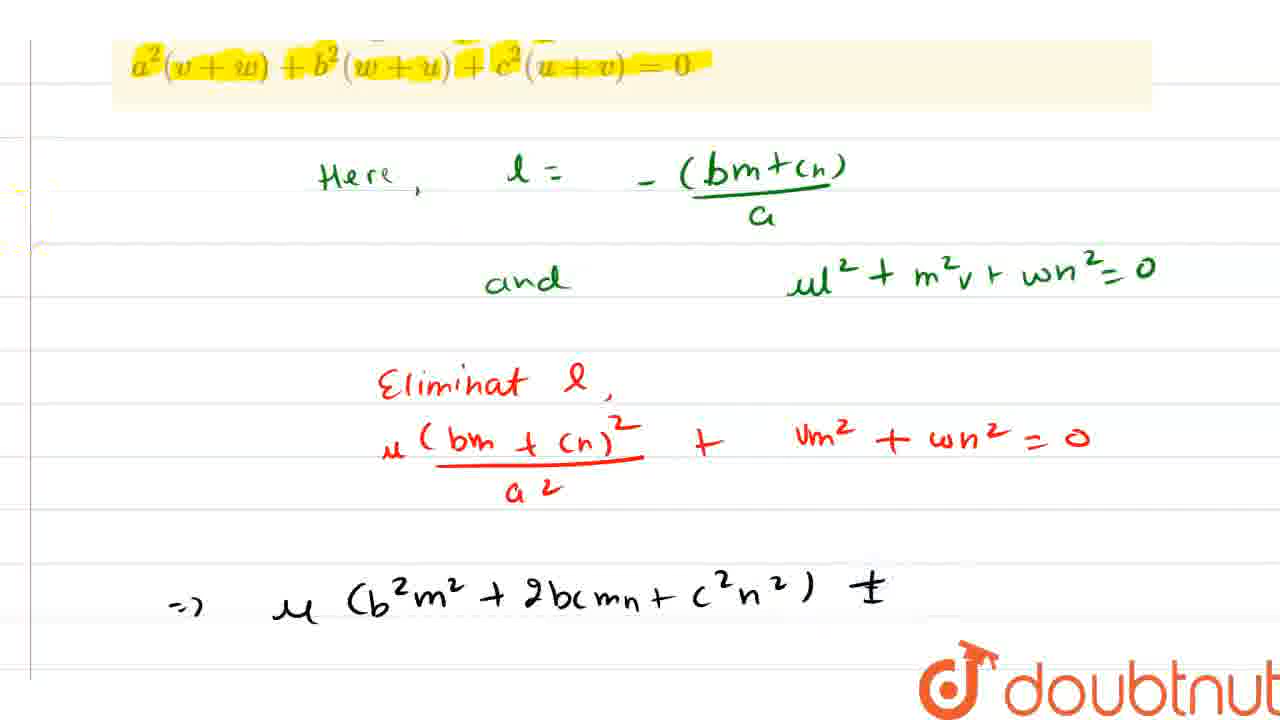 a²(v + w) + b²(w + u) + c²(u + v) = 0
Here, l = - (bm+cn)
a
and ul² + m²v + wn² = 0
Eliminat l,
u (bm + cn)² + vm² + wn² = 0
a²
=> u (b²m² + 2bcmn + c²n²) +
doubtnut